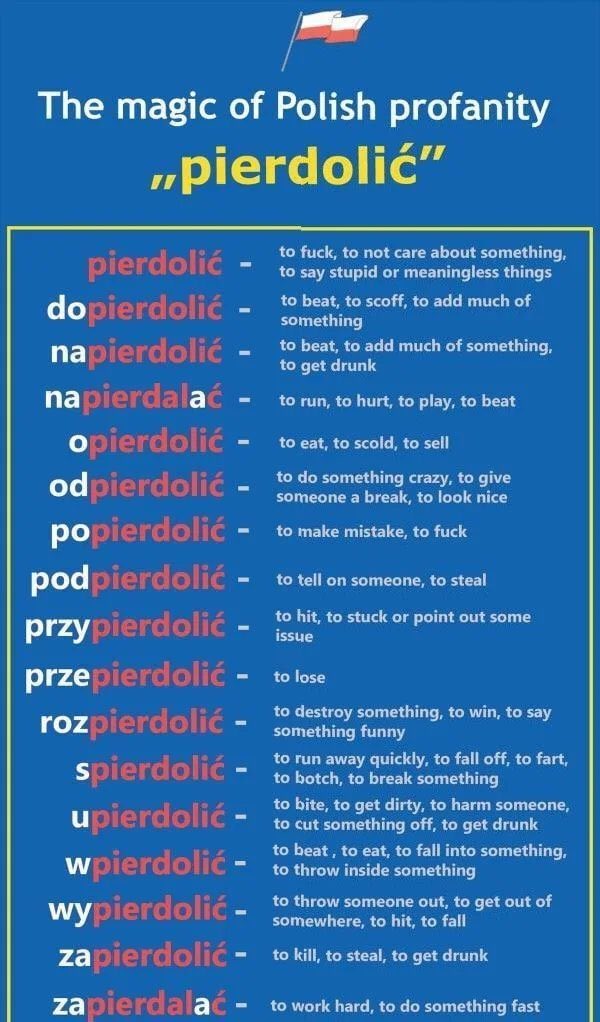 The magic of Polish profanity
„pierdolić”
pierdolić - to fuck, to not care about something,
to say stupid or meaningless things
dopierdolić - to beat, to scoff, to add much of
something
napierdolić - to beat, to add much of something,
to get drunk
napierdalać - to run, to hurt, to play, to beat
opierdolić - to eat, to scold, to sell
odpierdolić - to do something crazy, to give
someone a break, to look nice
popierdolić - to make mistake, to fuck
podpierdolić - to tell on someone, to steal
przypierdolić - to hit, to stuck or point out some
issue
przepierdolić - to lose
rozpierdolić - to destroy something, to win, to say
something funny
spierdolić - to run away quickly, to fall off, to fart,
to botch, to break something
upierdolić - to bite, to get dirty, to harm someone,
to cut something off, to get drunk
wpierdolić - to beat , to eat, to fall into something,
to throw inside something
wypierdolić - to throw someone out, to get out of
somewhere, to hit, to fall
zapierdolić - to kill, to steal, to get drunk
zapierdalać - to work hard, to do something fast